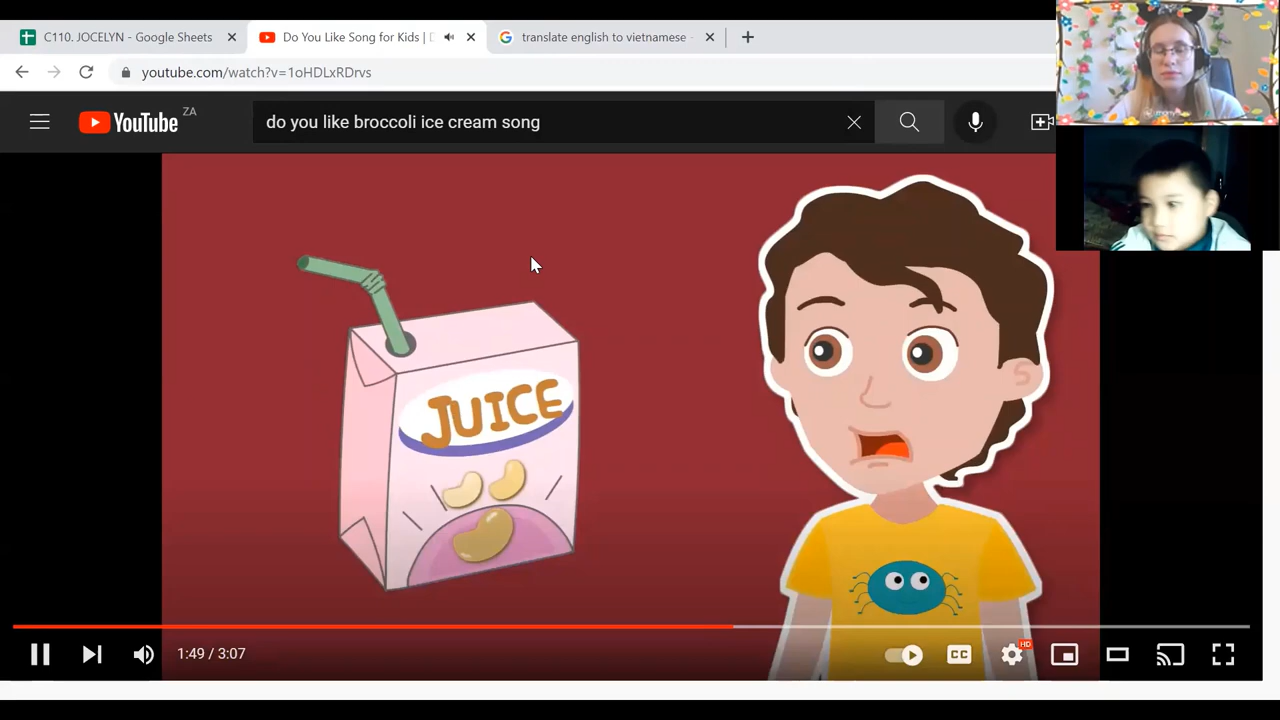 C110. JOCELYN - Google Sheets
Do You Like Song for Kids | D
translate english to vietnamese -
youtube.com/watch?v=1oHDLxRDrvs
YouTube ZA
do you like broccoli ice cream song
JUICE
1:49 / 3:07
CC
HD